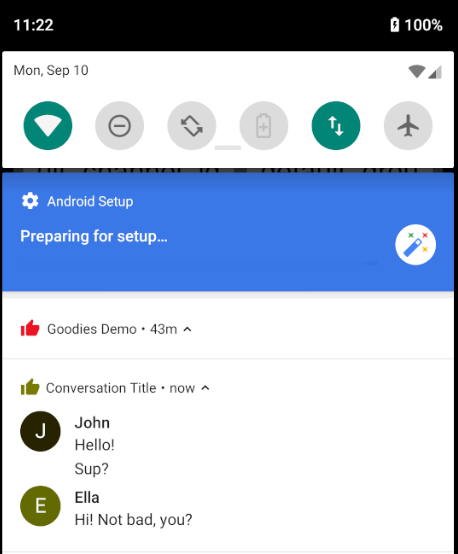 11:22 100%
Mon, Sep 10
Android Setup
Preparing for setup...
Goodies Demo • 43m
Conversation Title • now
J John
Hello!
Sup?
E Ella
Hi! Not bad, you?